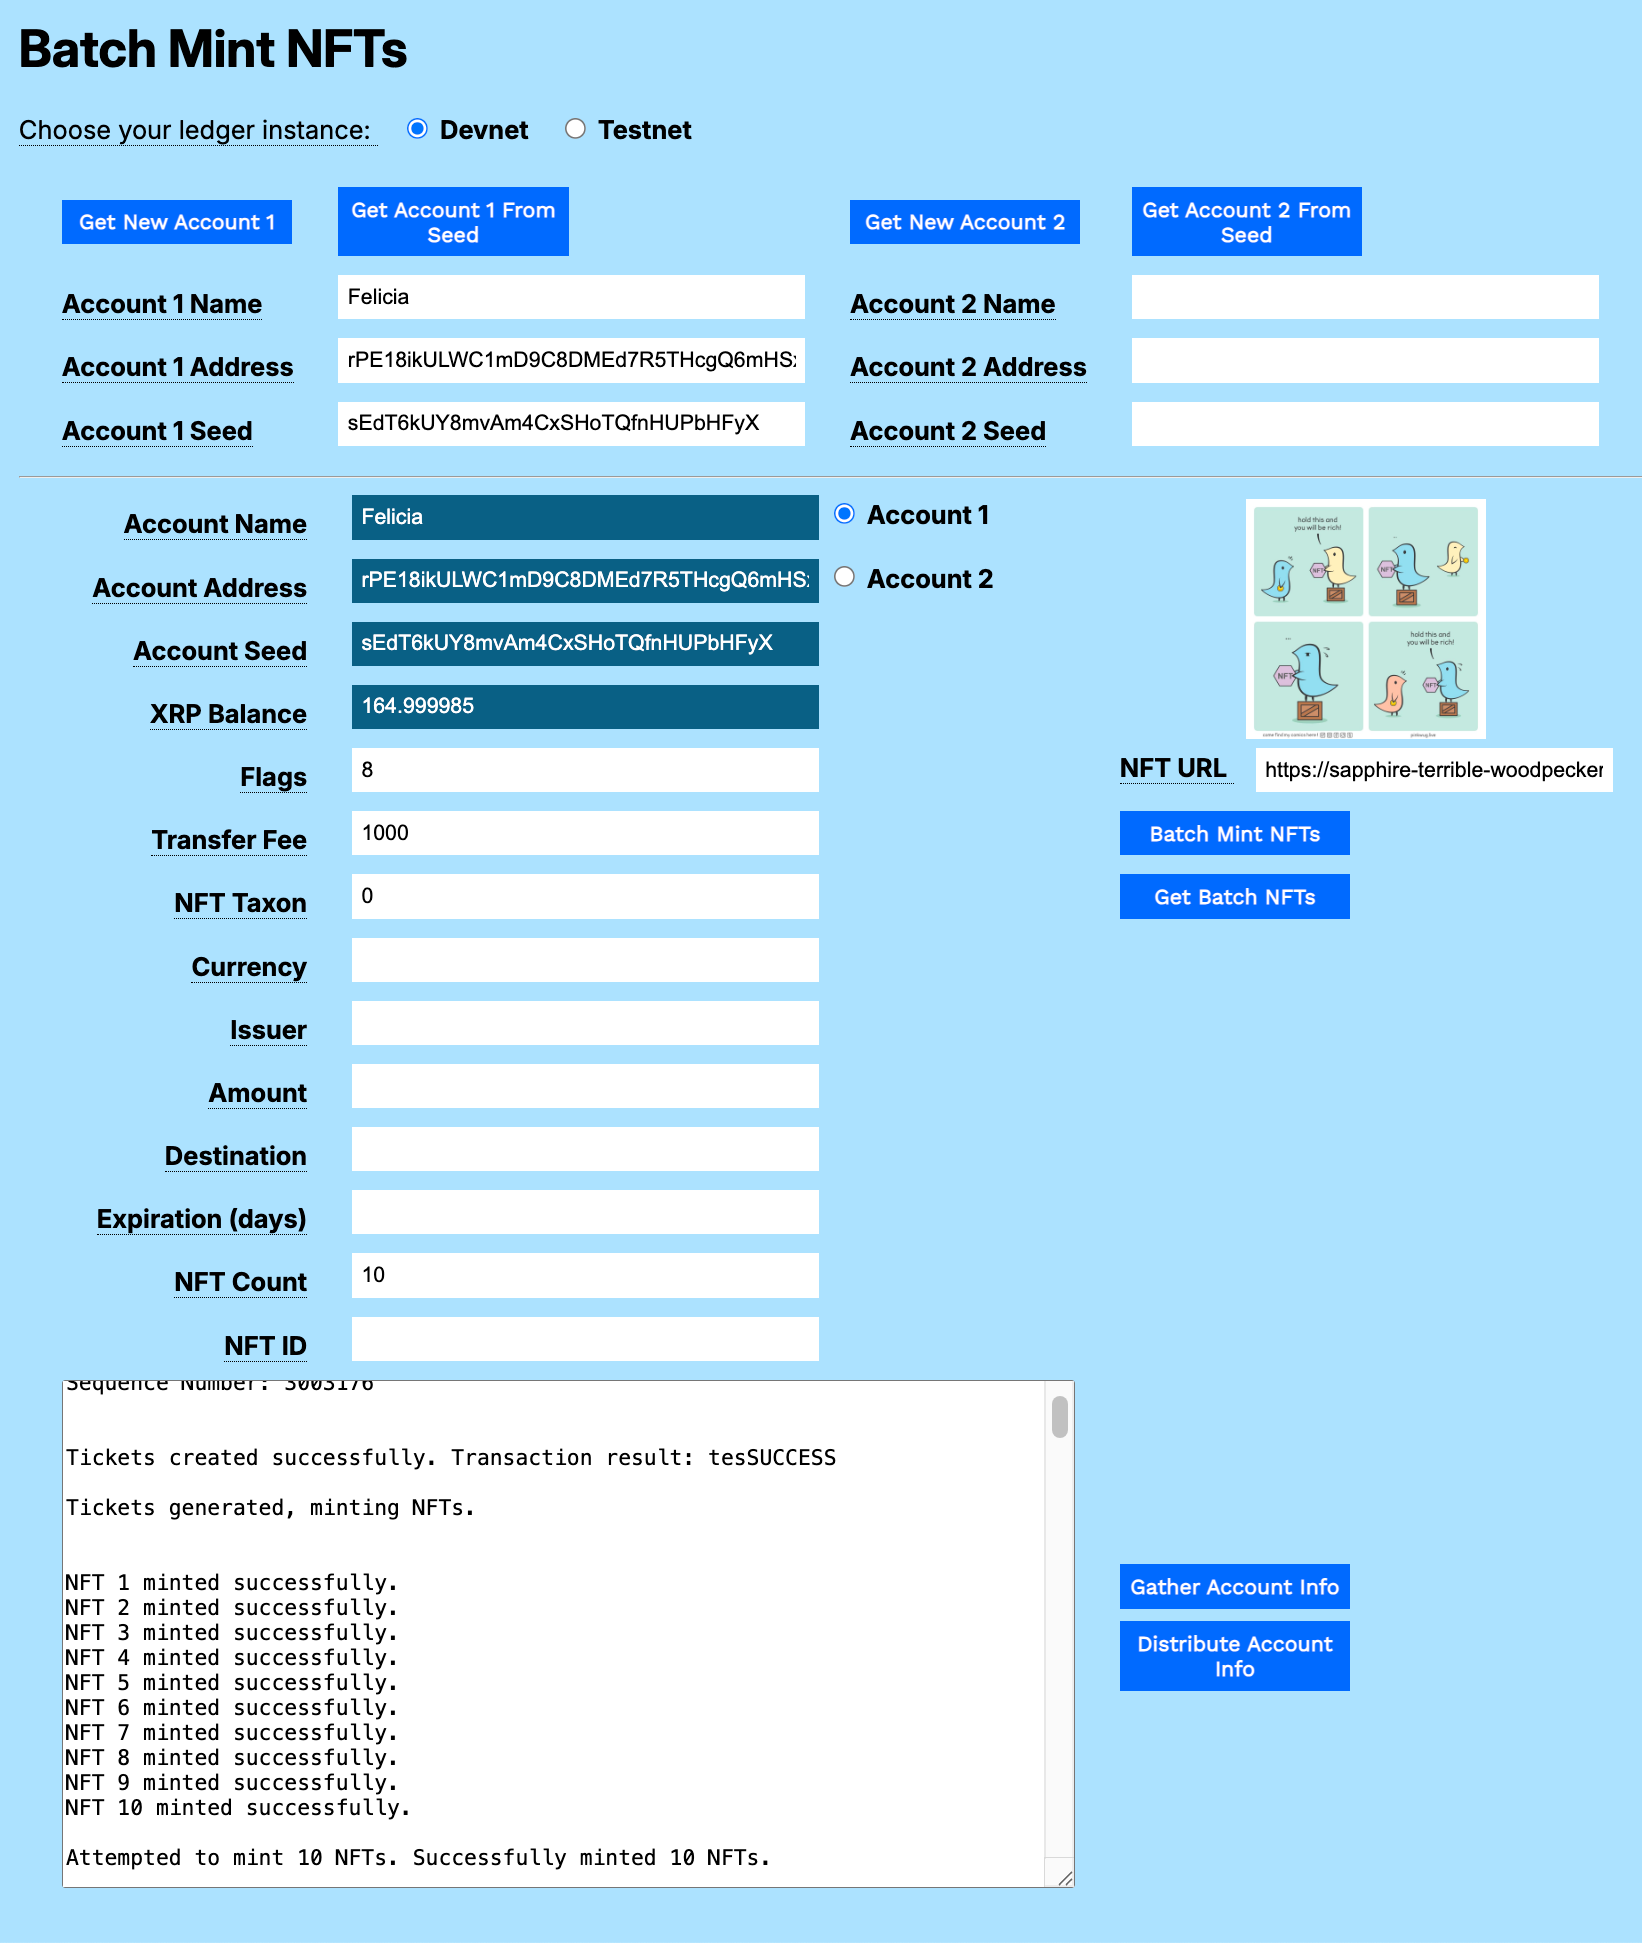 Batch Mint NFTs
Choose your ledger instance: Devnet Testnet
Get New Account 1
Get Account 1 From
Seed
Get New Account 2
Get Account 2 From
Seed
Account 1 Name Felicia
Account 2 Name
Account 1 Address rPE18ikULWC1mD9C8DMEd7R5THcgQ6mHS
Account 2 Address
Account 1 Seed sEdT6kUY8mvAm4CxSHoTQfnHUPbHFyX
Account 2 Seed
Account Name Felicia
Account 1
Account Address rPE18ikULWC1mD9C8DMEd7R5THcgQ6mHS
Account 2
Account Seed sEdT6kUY8mvAm4CxSHoTQfnHUPbHFyX
XRP Balance 164.999985
hold this and
you will be rich!
NFT
...
NFT
...
NFT
hold this and
you will be rich!
NFT
Flags 8
NFT URL https://sapphire-terrible-woodpecker
Transfer Fee 1000
Batch Mint NFTs
NFT Taxon 0
Get Batch NFTs
Currency
Issuer
Amount
Destination
Expiration (days)
NFT Count 10
NFT ID
Sequence Number: 3003176
Tickets created successfully. Transaction result: tesSUCCESS
Tickets generated, minting NFTs.
NFT 1 minted successfully.
NFT 2 minted successfully.
NFT 3 minted successfully.
NFT 4 minted successfully.
NFT 5 minted successfully.
NFT 6 minted successfully.
NFT 7 minted successfully.
NFT 8 minted successfully.
NFT 9 minted successfully.
NFT 10 minted successfully.
Attempted to mint 10 NFTs. Successfully minted 10 NFTs.
Gather Account Info
Distribute Account
Info